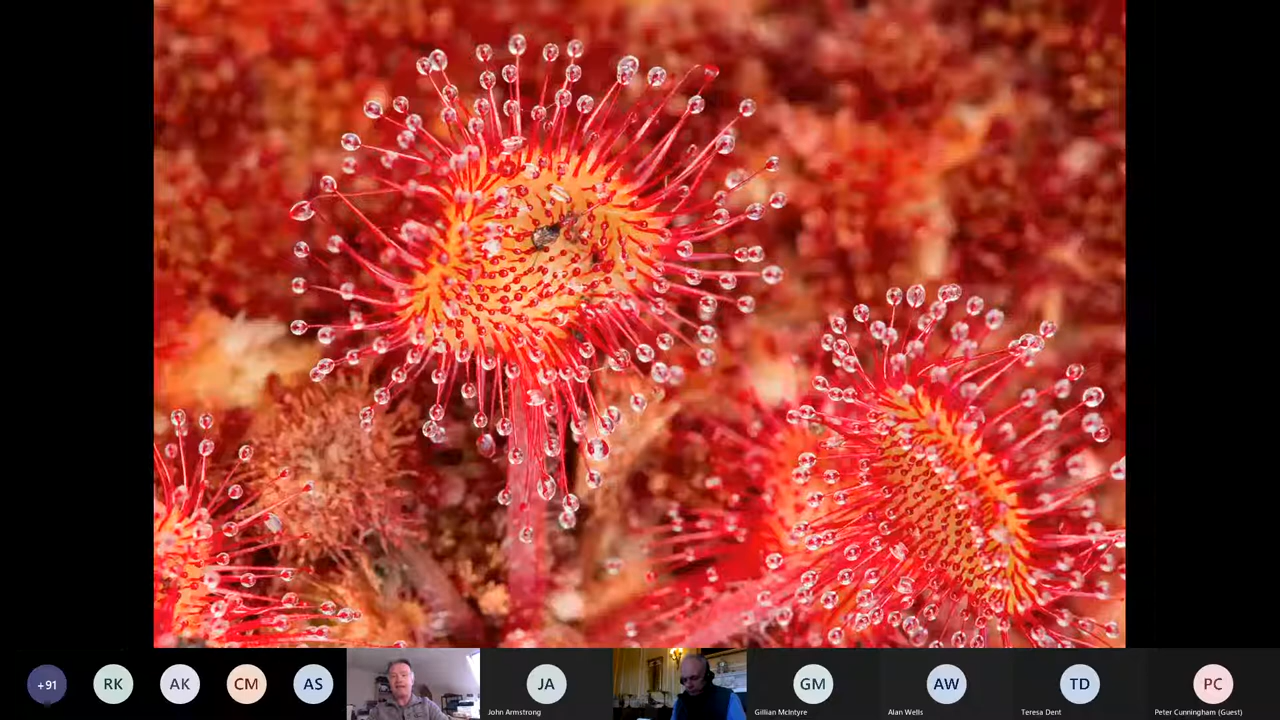 +91
RK
AK
CM
AS
JA
John Armstrong
GM
Gillian McIntyre
AW
Alan Wells
TD
Teresa Dent
PC
Peter Cunningham (Guest)